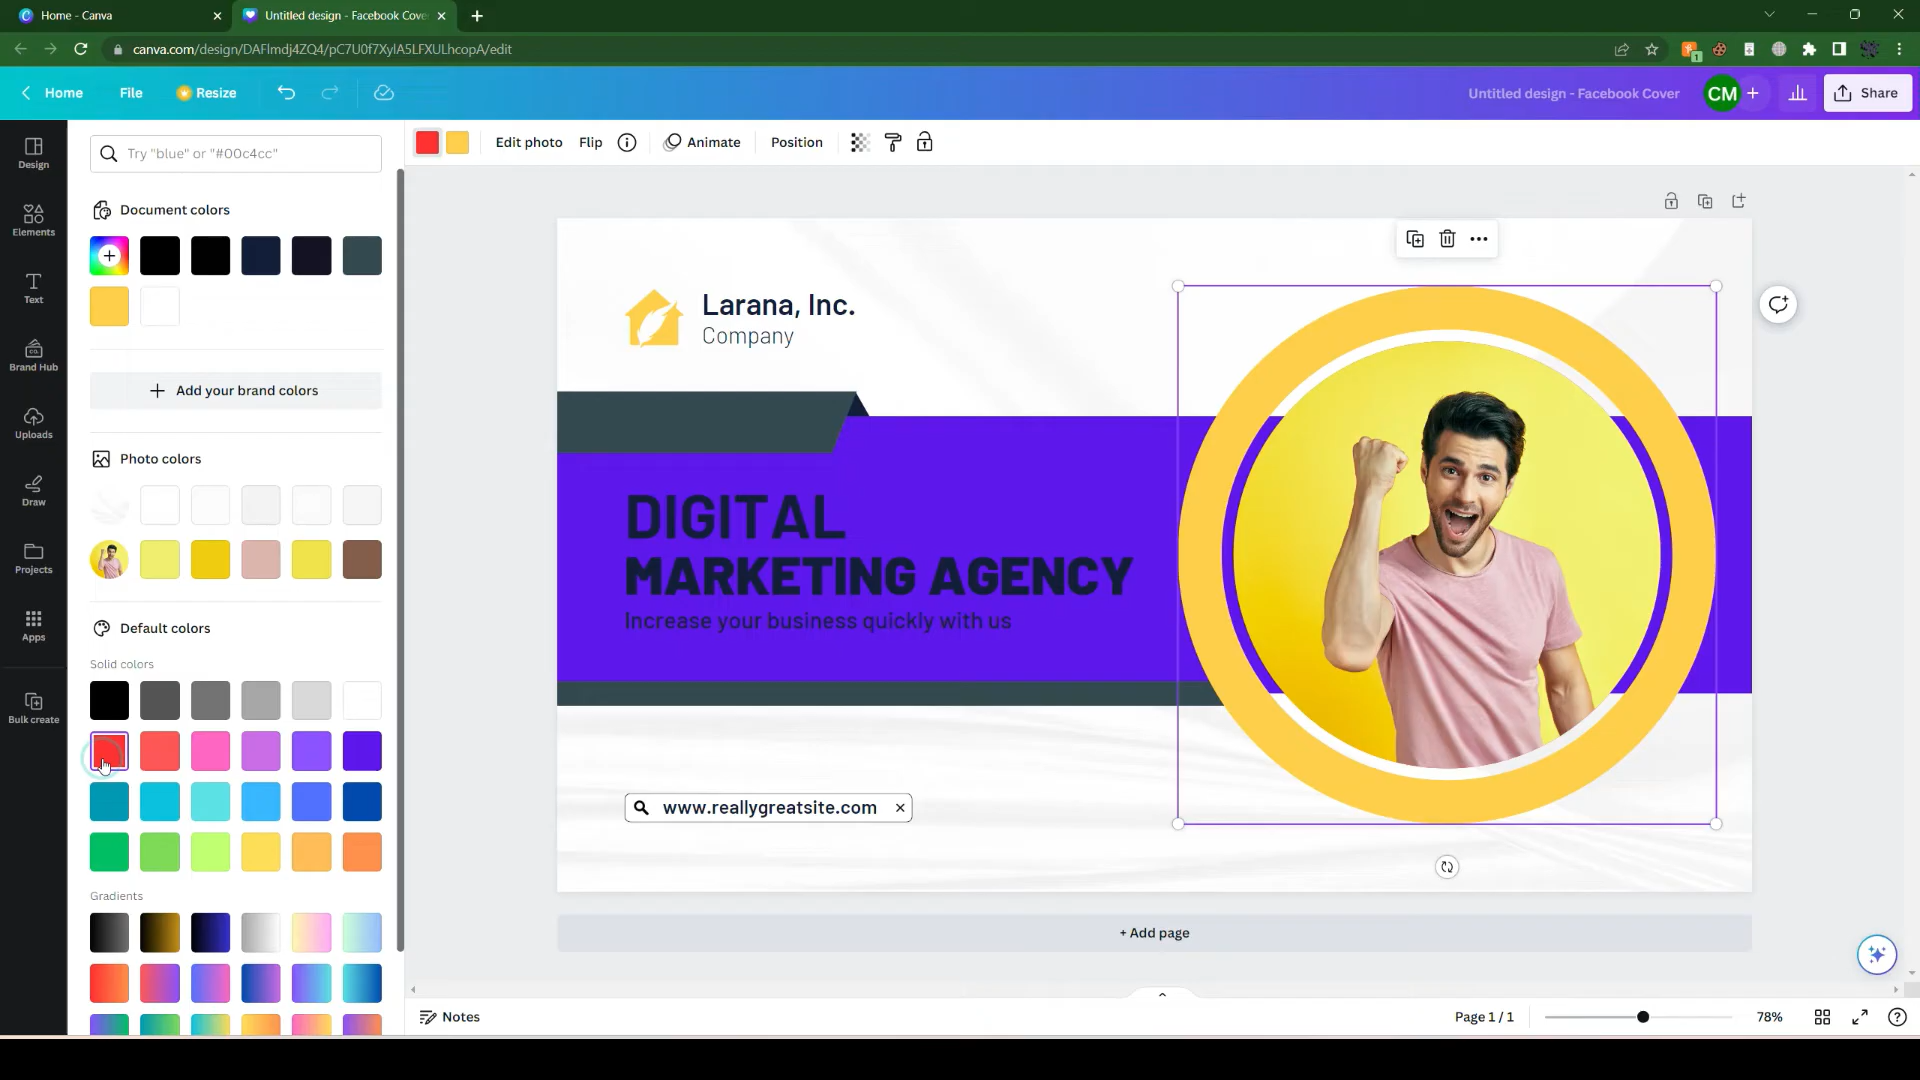 Home - Canva
Untitled design - Facebook Cove
canva.com/design/DAFlmdj4ZQ4/pC7U0f7XylA5LFXULhcopA/edit
1
Home
File
Resize
Untitled design - Facebook Cover
CM
Share
Design
Elements
Text
Brand Hub
Uploads
Draw
Projects
Apps
Bulk create
Try "blue" or "#00c4cc"
Document colors
Add your brand colors
Photo colors
Default colors
Solid colors
Gradients
Edit photo
Flip
Animate
Position
Larana, Inc.
Company
DIGITAL
MARKETING AGENCY
Increase your business quickly with us
www.reallygreatsite.com
+ Add page
Notes
Page 1 / 1
78%